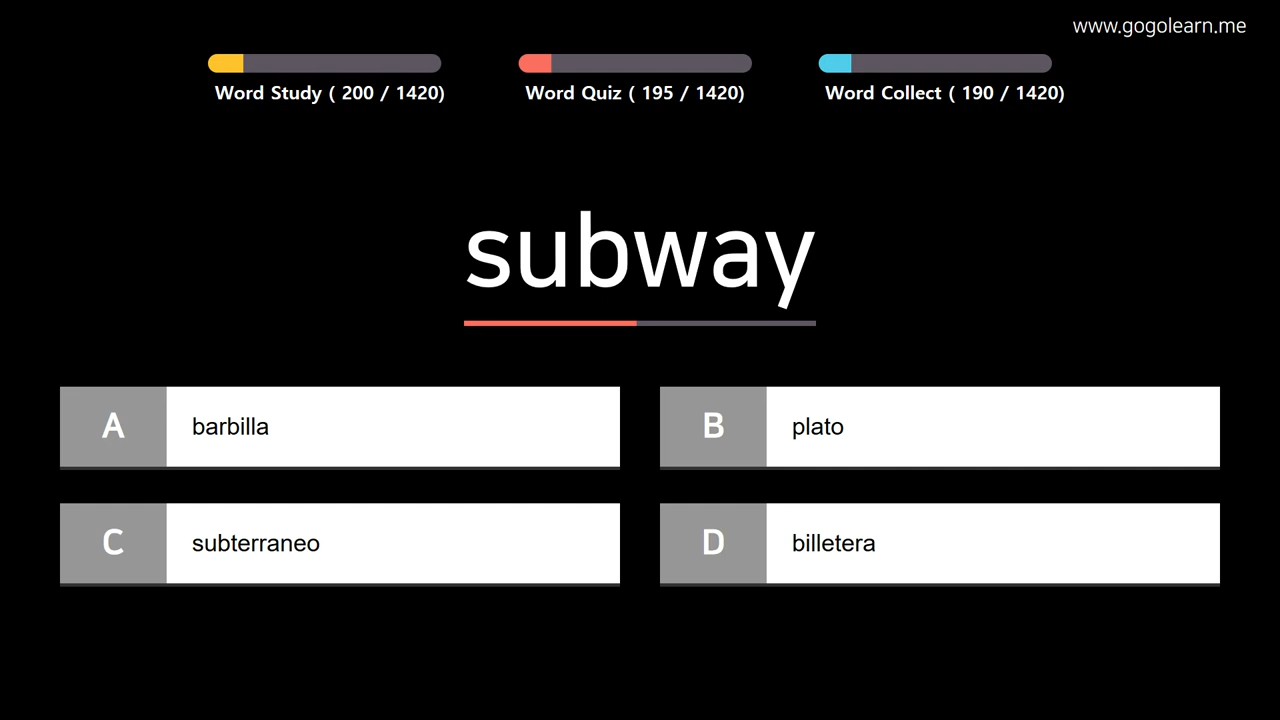 www.gogolearn.me
Word Study ( 200 / 1420)
Word Quiz ( 195 / 1420)
Word Collect ( 190 / 1420)
subway
A barbilla
B plato
C subterraneo
D billetera